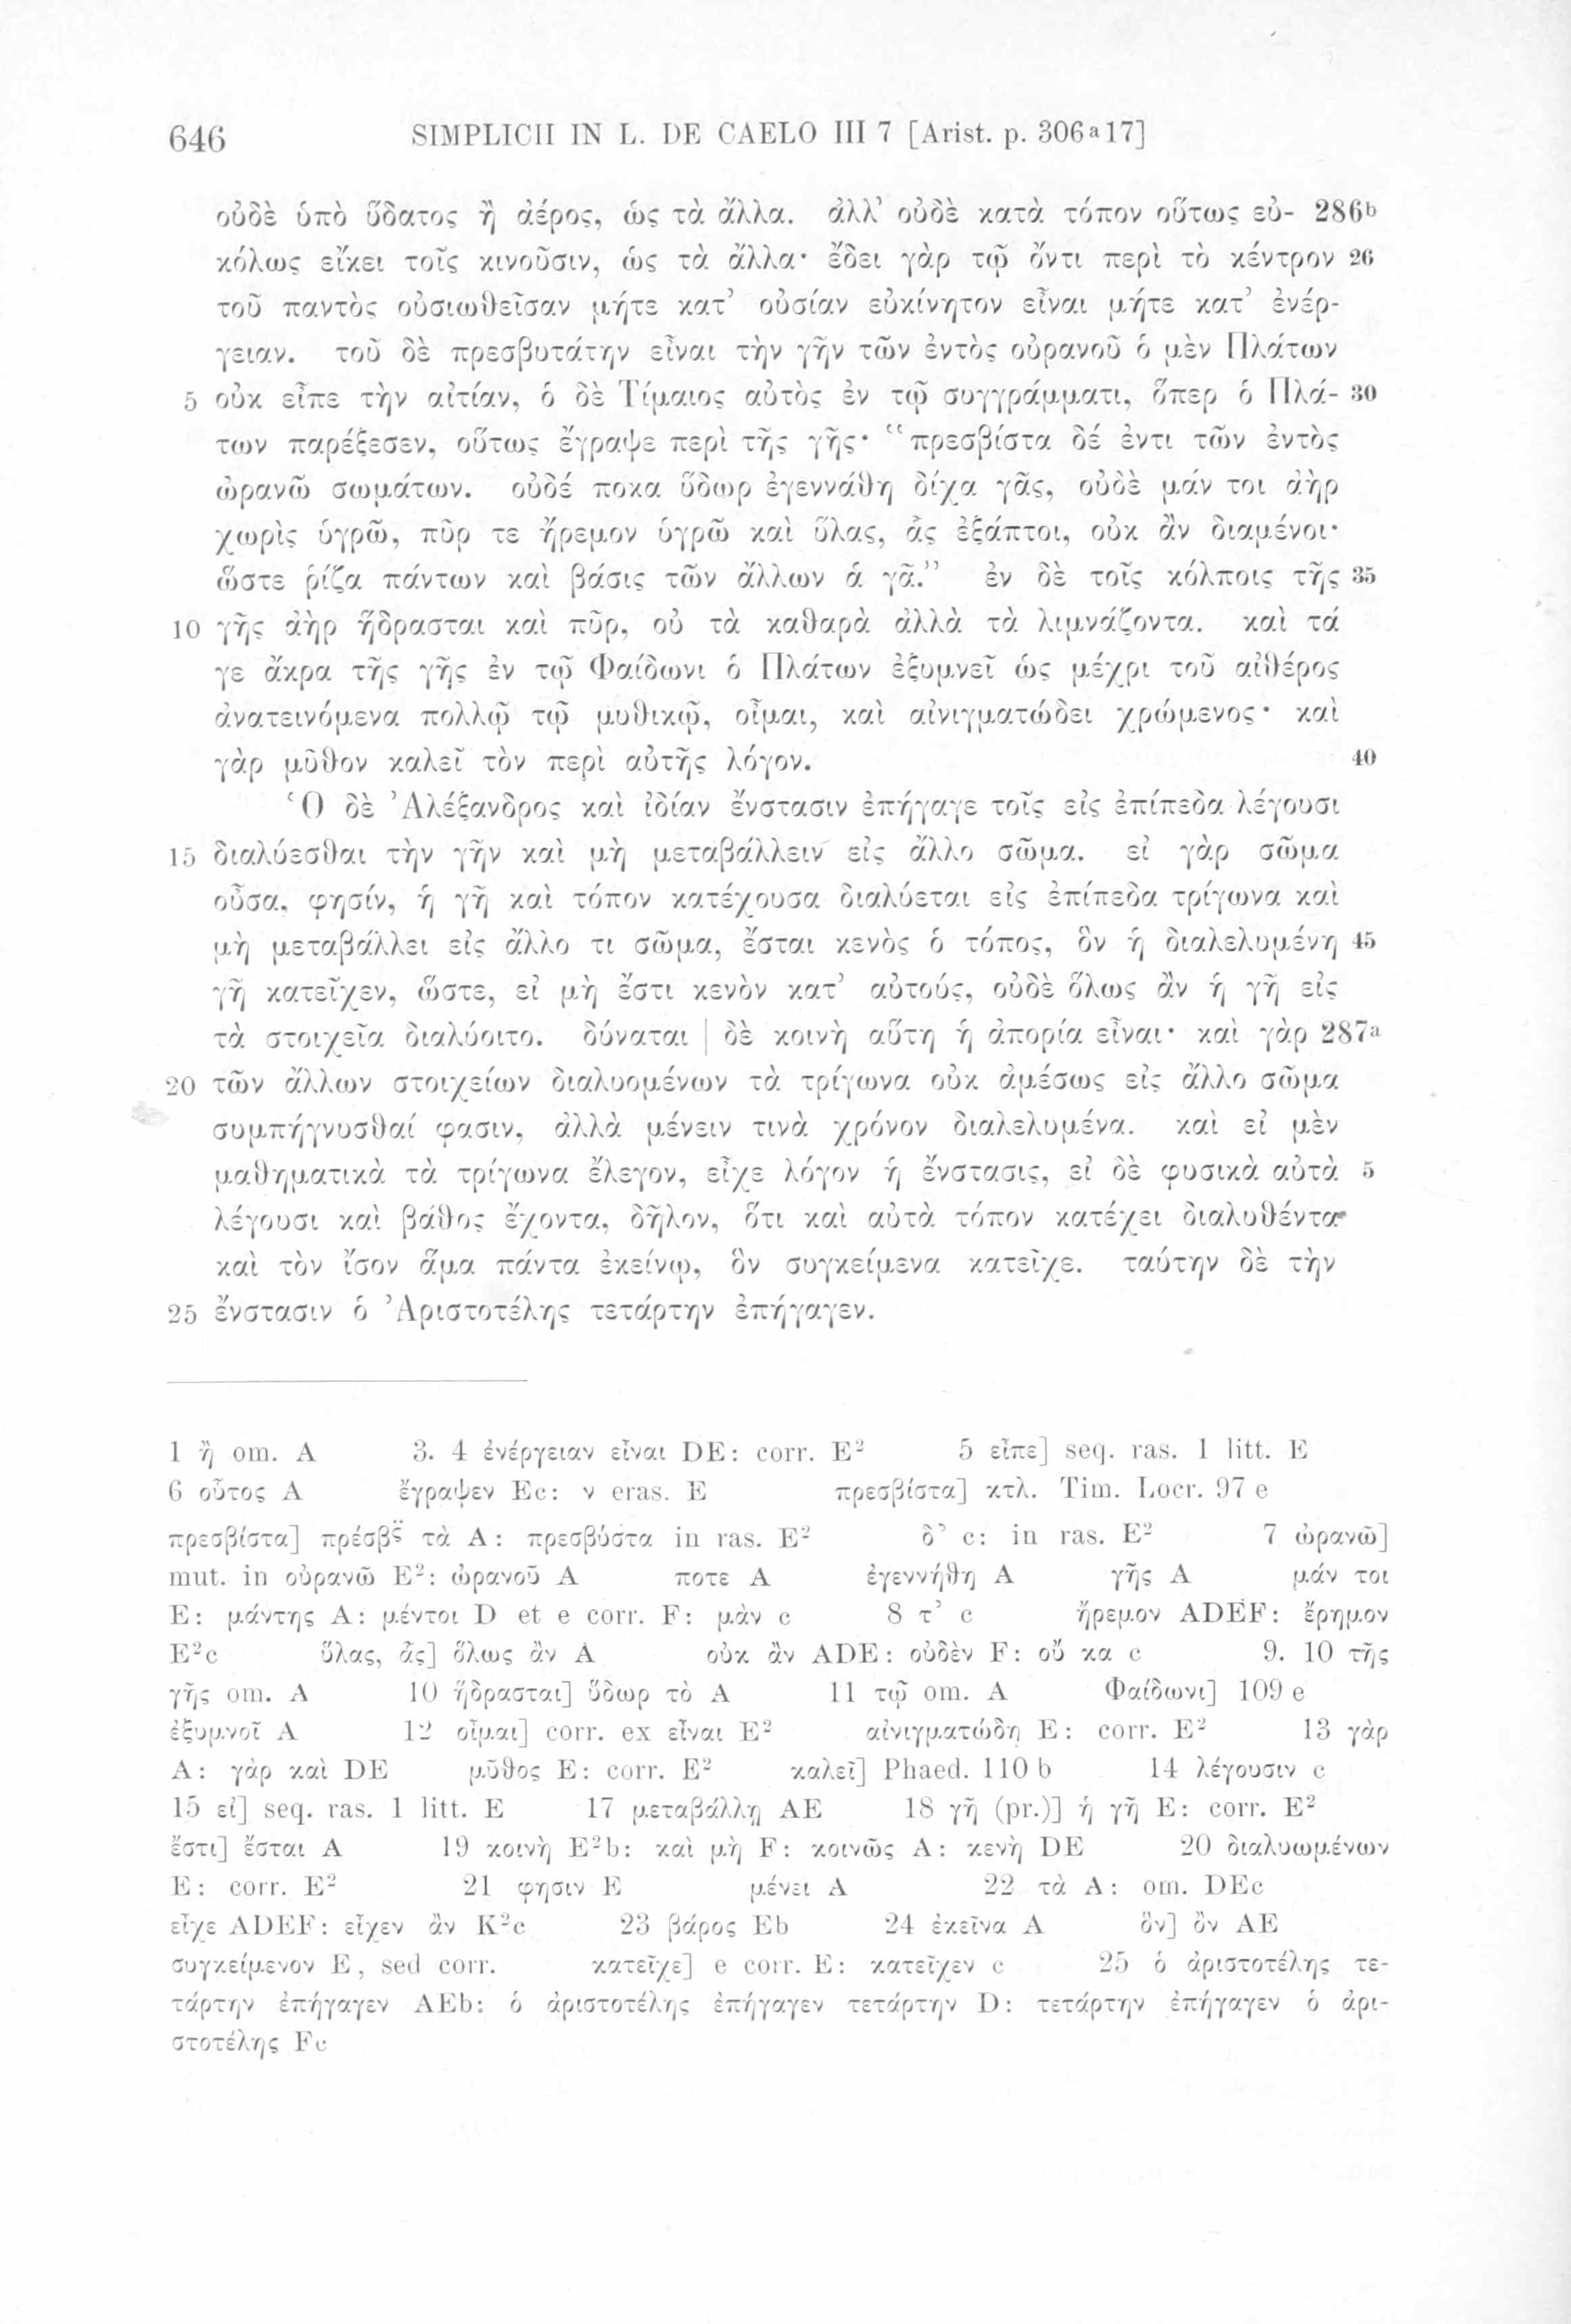 646 SIMPLICII IN L. DE CAELO III 7 [Arist. p. 306a17]
οὐδὲ ὑπὸ ὕδατος ἢ ἀέρος, ὡς τὰ ἄλλα. ἀλλ’ οὐδὲ κατὰ τόπον οὕτως εὐ- 286b
κόλως εἴκει τοῖς κινοῦσιν, ὡς τὰ ἄλλα· ἔδει γὰρ τῷ ὄντι περὶ τὸ κέντρον 26
τοῦ παντὸς οὐσιωθεῖσαν μήτε κατ’ οὐσίαν εὐκίνητον εἶναι μήτε κατ’ ἐνέρ-
γειαν. τοῦ δὲ πρεσβυτάτην εἶναι τὴν γῆν τῶν ἐντὸς οὐρανοῦ ὁ μὲν Πλάτων
5 οὐκ εἶπε τὴν αἰτίαν, ὁ δὲ Τίμαιος αὐτὸς ἐν τῷ συγγράμματι, ὅπερ ὁ Πλά- 30
των παρέξεσεν, οὕτως ἔγραψε περὶ τῆς γῆς· “πρεσβίστα δέ ἐντι τῶν ἐντὸς
ὠρανῶ σωμάτων. οὐδέ ποκα ὕδωρ ἐγεννάθη δίχα γᾶς, οὐδὲ μάν τοι ἀὴρ
χωρὶς ὑγρῶ, πῦρ τε ἤρεμον ὑγρῶ καὶ ὕλας, ἇς ἐξάπτοι, οὐκ ἂν διαμένοι·
ὥστε ῥίζα πάντων καὶ βάσις τῶν ἄλλων ἁ γᾶ.” ἐν δὲ τοῖς κόλποις τῆς 35
10 γῆς ἀὴρ ἥδρασται καὶ πῦρ, οὐ τὰ καθαρὰ ἀλλὰ τὰ λιμνάζοντα. καὶ τά
γε ἄκρα τῆς γῆς ἐν τῷ Φαίδωνι ὁ Πλάτων ἐξυμνεῖ ὡς μέχρι τοῦ αἰθέρος
ἀνατεινόμενα πολλῷ τῷ μυθικῷ, οἶμαι, καὶ αἰνιγματώδει χρώμενος· καὶ
γὰρ μῦθον καλεῖ τὸν περὶ αὐτῆς λόγον. 40
Ὁ δὲ Ἀλέξανδρος καὶ ἰδίαν ἔνστασιν ἐπήγαγε τοῖς εἰς ἐπίπεδα λέγουσι
15 διαλύεσθαι τὴν γῆν καὶ μὴ μεταβάλλειν εἰς ἄλλο σῶμα. εἰ γὰρ σῶμα
οὖσα, φησίν, ἡ γῆ καὶ τόπον κατέχουσα διαλύεται εἰς ἐπίπεδα τρίγωνα καὶ
μὴ μεταβάλλει εἰς ἄλλο τι σῶμα, ἔσται κενὸς ὁ τόπος, ὃν ἡ διαλελυμένη 45
γῆ κατεῖχεν, ὥστε, εἰ μὴ ἔστι κενὸν κατ’ αὐτούς, οὐδὲ ὅλως ἂν ἡ γῆ εἰς
τὰ στοιχεῖα διαλύοιτο. δύναται | δὲ κοινὴ αὕτη ἡ ἀπορία εἶναι· καὶ γὰρ 287a
20 τῶν ἄλλων στοιχείων διαλυομένων τὰ τρίγωνα οὐκ ἀμέσως εἰς ἄλλο σῶμα
συμπήγνυσθαί φασιν, ἀλλὰ μένειν τινὰ χρόνον διαλελυμένα. καὶ εἰ μὲν
μαθηματικὰ τὰ τρίγωνα ἔλεγον, εἶχε λόγον ἡ ἔνστασις, εἰ δὲ φυσικὰ αὐτὰ 5
λέγουσι καὶ βάθος ἔχοντα, δῆλον, ὅτι καὶ αὐτὰ τόπον κατέχει διαλυθέντα
καὶ τὸν ἴσον ἅμα πάντα ἐκείνῳ, ὃν συγκείμενα κατεῖχε. ταύτην δὲ τὴν
25 ἔνστασιν ὁ Ἀριστοτέλης τετάρτην ἐπήγαγεν.
1 ἢ om. A 3. 4 ἐνέργειαν εἶναι DE: corr. E² 5 εἶπε] seq. ras. 1 litt. E
6 οὗτος A ἔγραψεν Ec: ν eras. E πρεσβίστα] κτλ. Tim. Locr. 97 e
πρεσβίστα] πρέσβς τὰ A: πρεσβύστα in ras. E² δ’ c: in ras. E² 7 ὠρανῶ]
mut. in οὐρανῶ E²: ὠρανοῦ A ποτε A ἐγεννήθη A γῆς A μάν τοι
E: μάντης A: μέντοι D et e corr. F: μὰν c 8 τ’ c ἤρεμον ADEF: ἔρημον
E²c ὕλας, ἇς] ὅλως ἂν A οὐκ ἂν ADE: οὐδὲν F: οὔ κα c 9. 10 τῆς
γῆς om. A 10 ἥδρασται] ὕδωρ τὸ A 11 τῷ om. A Φαίδωνι] 109 e
ἐξυμνοῖ A 12 οἶμαι] corr. ex εἶναι E² αἰνιγματώδη E: corr. E² 13 γὰρ
A: γὰρ καὶ DE μῦθος E: corr. E² καλεῖ] Phaed. 110 b 14 λέγουσιν c
15 εἰ] seq. ras. 1 litt. E 17 μεταβάλλῃ AE 18 γῆ (pr.)] ἡ γῆ E: corr. E²
ἔστι] ἔσται A 19 κοινὴ E²b: καὶ μὴ F: κοινῶς A: κενὴ DE 20 διαλυωμένων
E: corr. E² 21 φησιν E μένει A 22 τὰ A: om. DEc
εἶχε ADEF: εἶχεν ἂν K²c 23 βάρος Eb 24 ἐκεῖνα A ὃν] ὂν AE
συγκείμενον E, sed corr. κατεῖχε] e corr. E: κατεῖχεν c 25 ὁ ἀριστοτέλης τε-
τάρτην ἐπήγαγεν AEb: ὁ ἀριστοτέλης ἐπήγαγεν τετάρτην D: τετάρτην ἐπήγαγεν ὁ ἀρι-
στοτέλης Fc